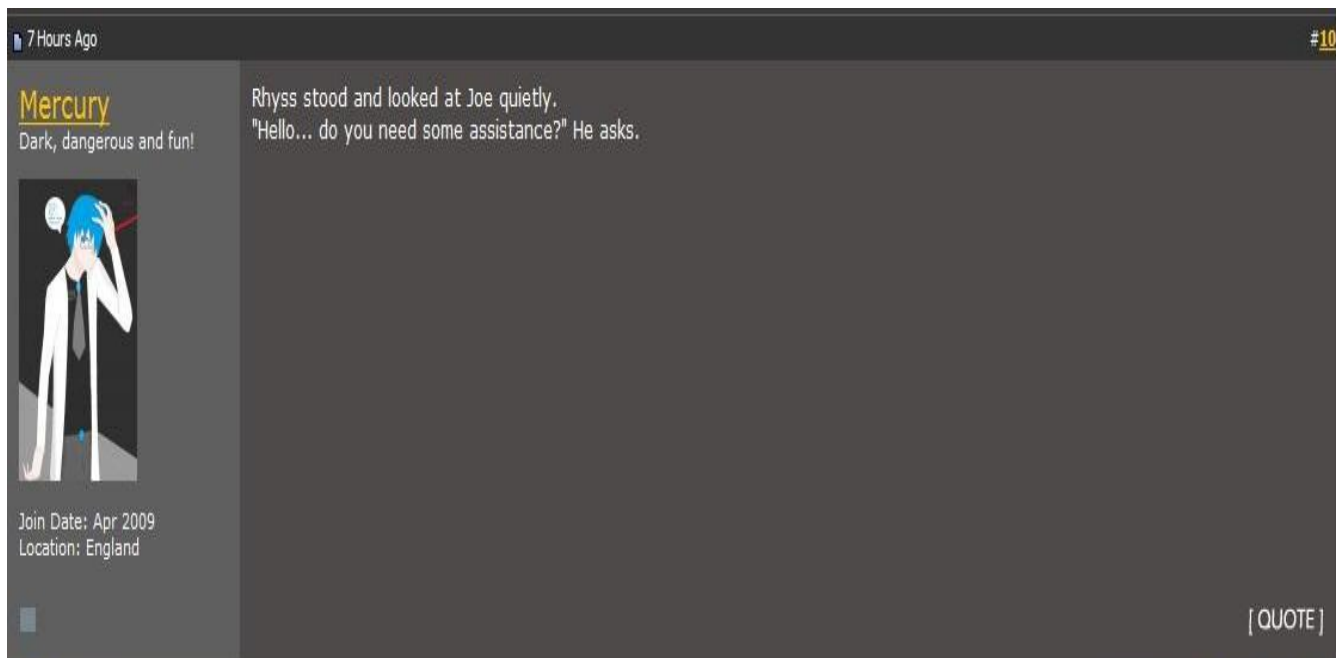 7 Hours Ago
#10
Mercury
Dark, dangerous and fun!
Rhyss stood and looked at Joe quietly.
"Hello... do you need some assistance?" He asks.
Join Date: Apr 2009
Location: England
[ QUOTE ]